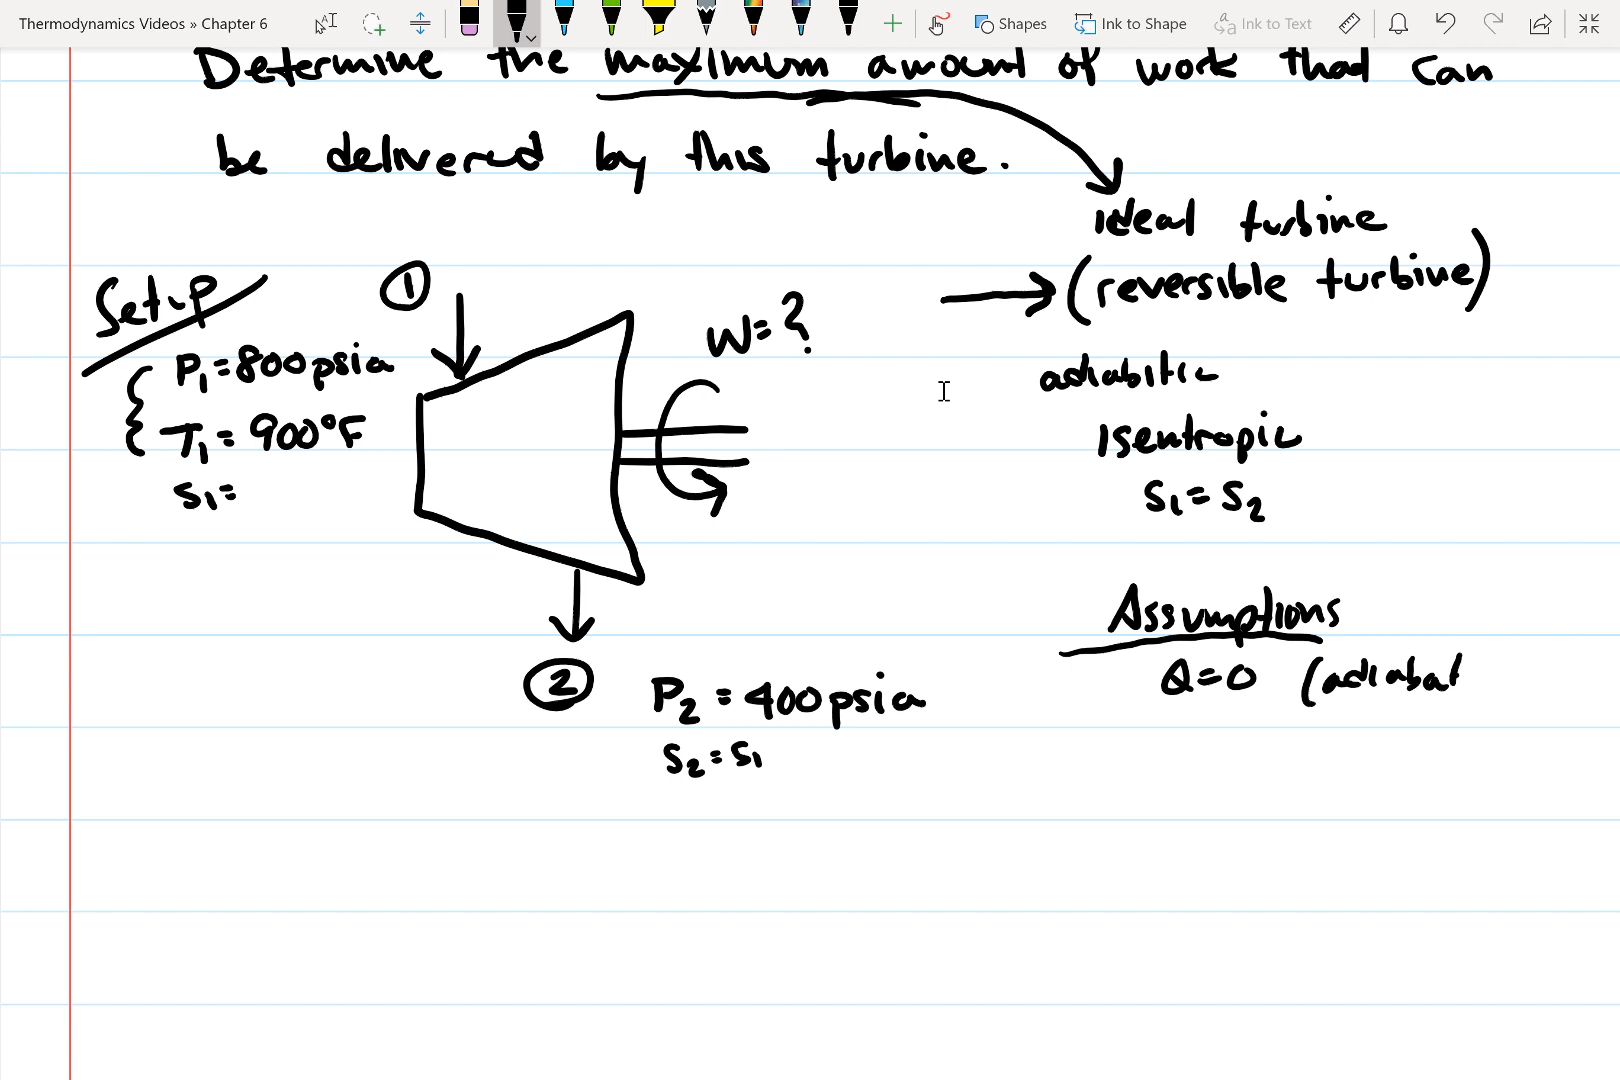 Thermodynamics Videos » Chapter 6
Shapes
Ink to Shape
Ink to Text
Determine the maximum amount of work that can
be delivered by this turbine.
ideal turbine
(reversible turbine)
Setup
1
W=?
P1=800psia
T1=900°F
S1=
adiabitic
Isentropic
S1=S2
Assumptions
Q=0 (adiabat
2
P2=400psia
S2=S1